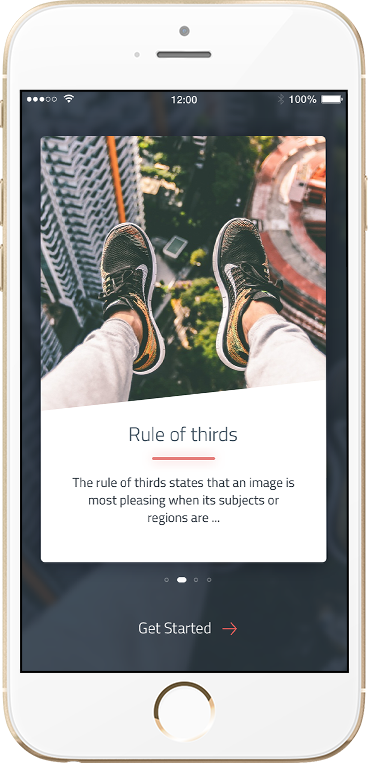 12:00 100%
Rule of thirds
The rule of thirds states that an image is
most pleasing when its subjects or
regions are ...
Get Started